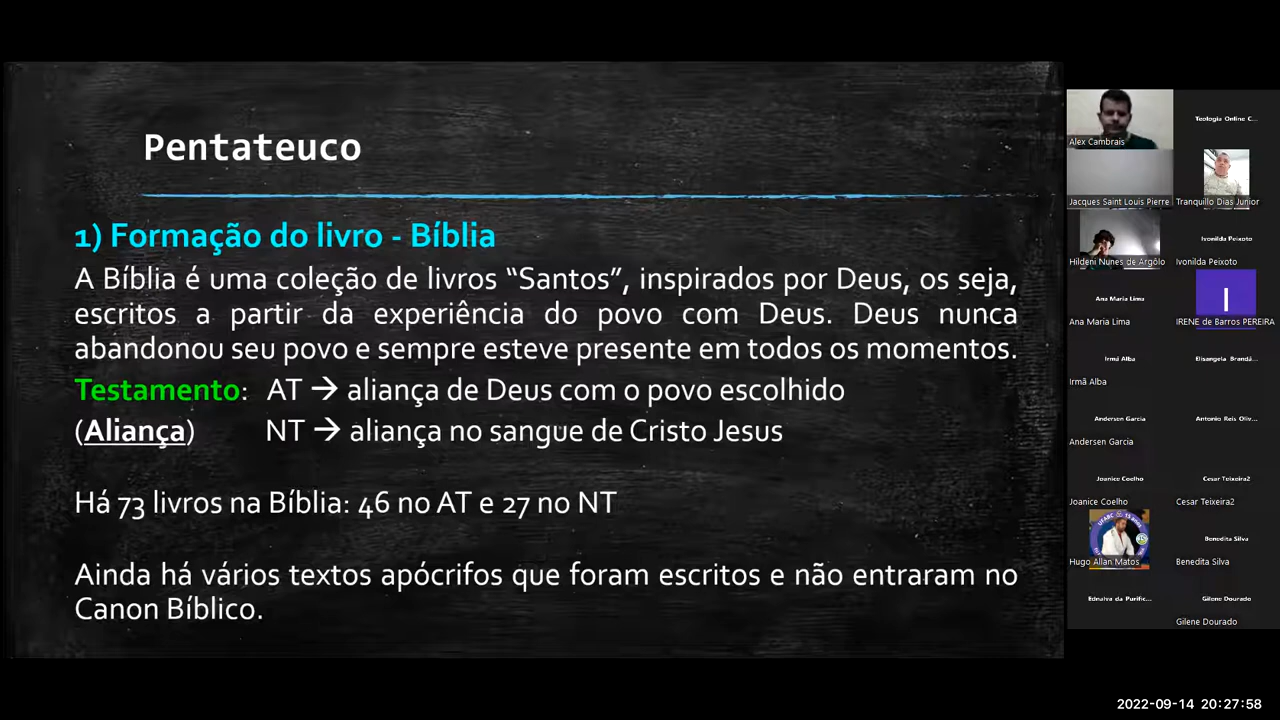 Pentateuco
1) Formação do livro - Bíblia
A Bíblia é uma coleção de livros “Santos”, inspirados por Deus, os seja,
escritos a partir da experiência do povo com Deus. Deus nunca
abandonou seu povo e sempre esteve presente em todos os momentos.
Testamento: AT → aliança de Deus com o povo escolhido
(Aliança) NT → aliança no sangue de Cristo Jesus
Há 73 livros na Bíblia: 46 no AT e 27 no NT
Ainda há vários textos apócrifos que foram escritos e não entraram no
Canon Bíblico.
Alex Cambrais
Teologia Online C...
Jacques Saint Louis Pierre
Tranquillo Dias Junior
Hildeni Nunes de Argôlo
Ivonilda Peixoto
Ivonilda Peixoto
Ana Maria Lima
Ana Maria Lima
I
IRENE de Barros PEREIRA
Irmã Alba
Irmã Alba
Elisangela Brandã...
Andersen Garcia
Andersen Garcia
Antonio Reis Oliv...
Joanice Coelho
Joanice Coelho
Cesar Teixeira2
Cesar Teixeira2
Hugo Allan Matos
Benedita Silva
Benedita Silva
Ednalva da Purific...
Gilene Dourado
Gilene Dourado
2022-09-14 20:27:58